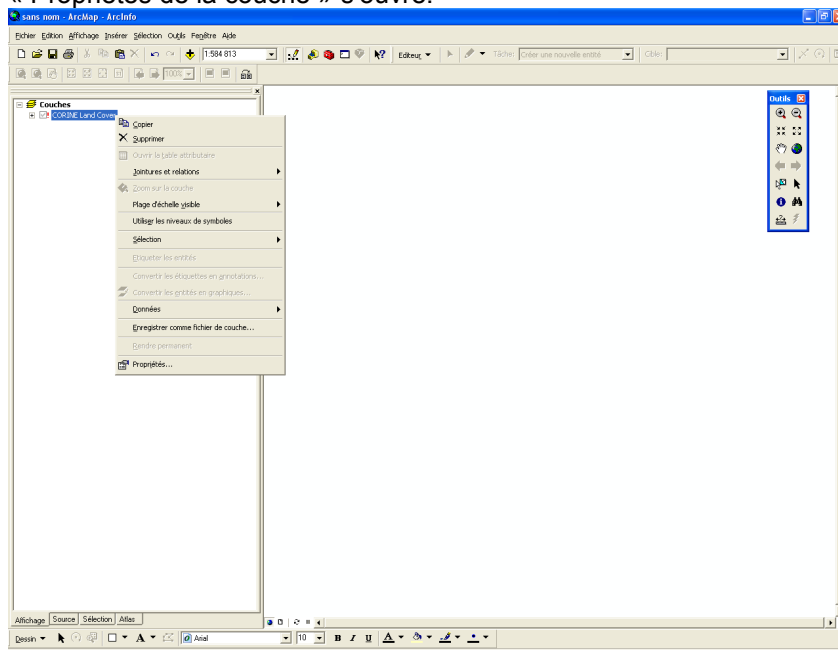 « Propriétés de la couche » s'ouvre.
sans nom - ArcMap - ArcInfo
Fichier Edition Affichage Insérer Sélection Outils Fenêtre Aide
1:584 813 Editeur Tâche: Créer une nouvelle entité Cible:
100%
Couches
CORINE Land Cove
Copier
Supprimer
Ouvrir la table attributaire
Jointures et relations
Zoom sur la couche
Plage d'échelle visible
Utiliser les niveaux de symboles
Sélection
Etiqueter les entités
Convertir les étiquettes en annotations...
Convertir les entités en graphiques...
Données
Enregistrer comme fichier de couche...
Rendre permanent
Propriétés...
Outils
Affichage Source Sélection Atlas
Dessin A Arial 10 B I U A